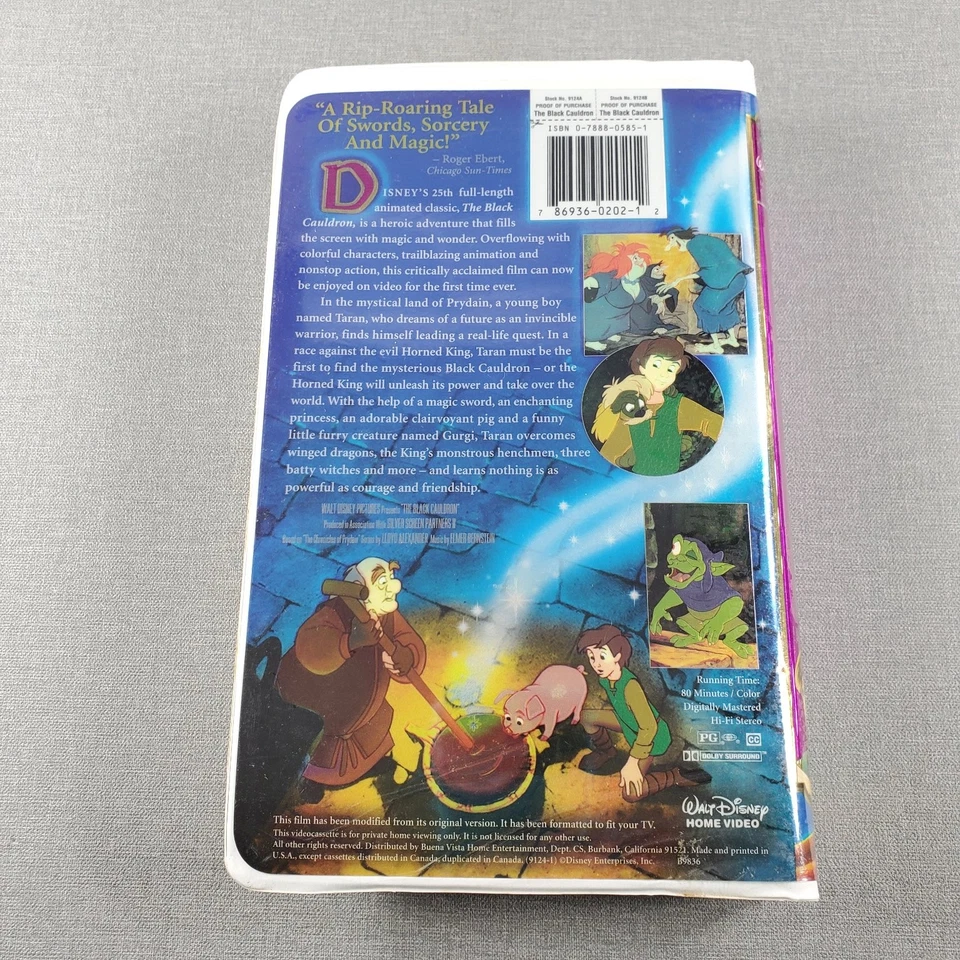 "A Rip-Roaring Tale
Of Swords, Sorcery
And Magic!"
– Roger Ebert,
Chicago Sun-Times
DISNEY'S 25th full-length
animated classic, The Black
Cauldron, is a heroic adventure that fills
the screen with magic and wonder. Overflowing with
colorful characters, trailblazing animation and
nonstop action, this critically acclaimed film can now
be enjoyed on video for the first time ever.
In the mystical land of Prydain, a young boy
named Taran, who dreams of a future as an invincible
warrior, finds himself leading a real-life quest. In a
race against the evil Horned King, Taran must be the
first to find the mysterious Black Cauldron – or the
Horned King will unleash its power and take over the
world. With the help of a magic sword, an enchanting
princess, an adorable clairvoyant pig and a funny
little furry creature named Gurgi, Taran overcomes
winged dragons, the King's monstrous henchmen, three
batty witches and more – and learns nothing is as
powerful as courage and friendship.
WALT DISNEY PICTURES Presents "THE BLACK CAULDRON"
Produced in Association With SILVER SCREEN PARTNERS II
Based on "The Chronicles of Prydain" Series by LLOYD ALEXANDER Music by ELMER BERNSTEIN
Stock No. 9124A
PROOF OF PURCHASE
The Black Cauldron
Stock No. 9124B
PROOF OF PURCHASE
The Black Cauldron
ISBN 0-7888-0585-1
7 86936-0202-1 2
Running Time:
80 Minutes / Color
Digitally Mastered
Hi-Fi Stereo
PG CC
DOLBY SURROUND
WALT DISNEY
HOME VIDEO
This film has been modified from its original version. It has been formatted to fit your TV.
This videocassette is for private home viewing only. It is not licensed for any other use.
All other rights reserved. Distributed by Buena Vista Home Entertainment, Dept. CS, Burbank, California 91521. Made and printed in
U.S.A., except cassettes distributed in Canada, duplicated in Canada. (9124-1) ©Disney Enterprises, Inc.
B9836